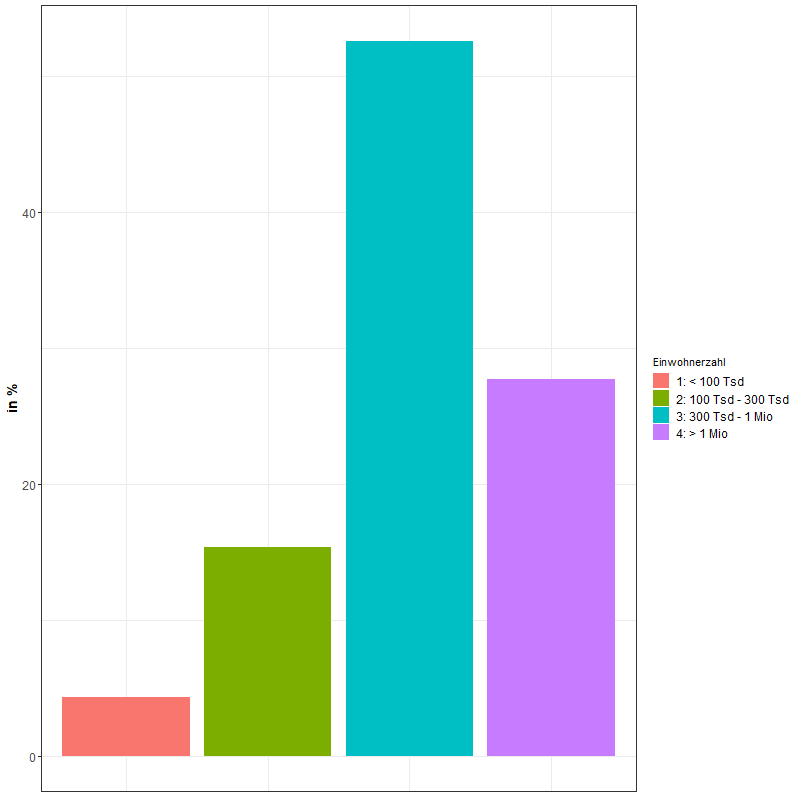 in %
40
20
0
Einwohnerzahl
1: < 100 Tsd
2: 100 Tsd - 300 Tsd
3: 300 Tsd - 1 Mio
4: > 1 Mio